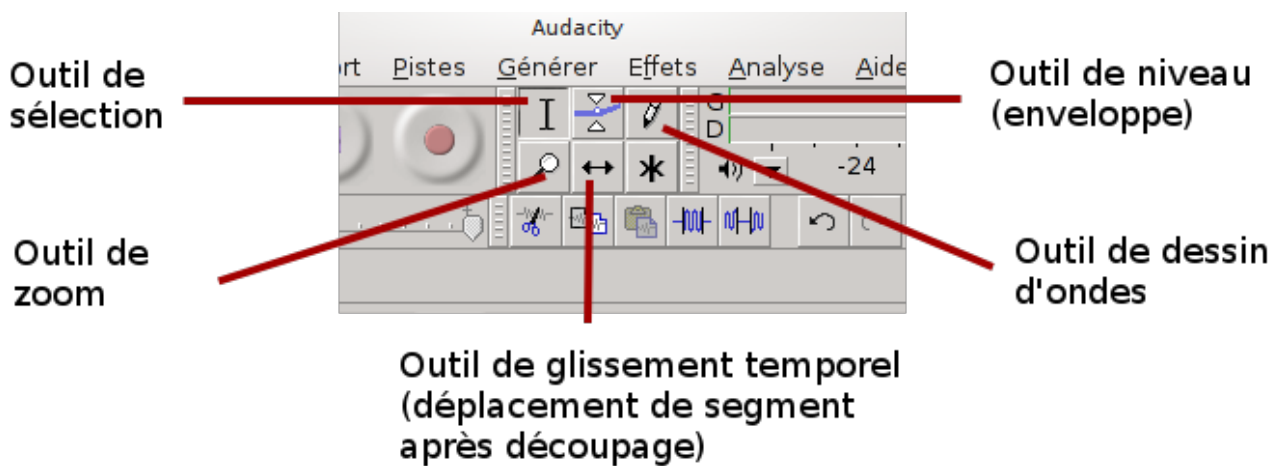 Audacity
ort Pistes Générer Effets Analyse Aide
Outil de
sélection
Outil de niveau
(enveloppe)
G
D
-24
Outil de
zoom
Outil de dessin
d'ondes
Outil de glissement temporel
(déplacement de segment
après découpage)